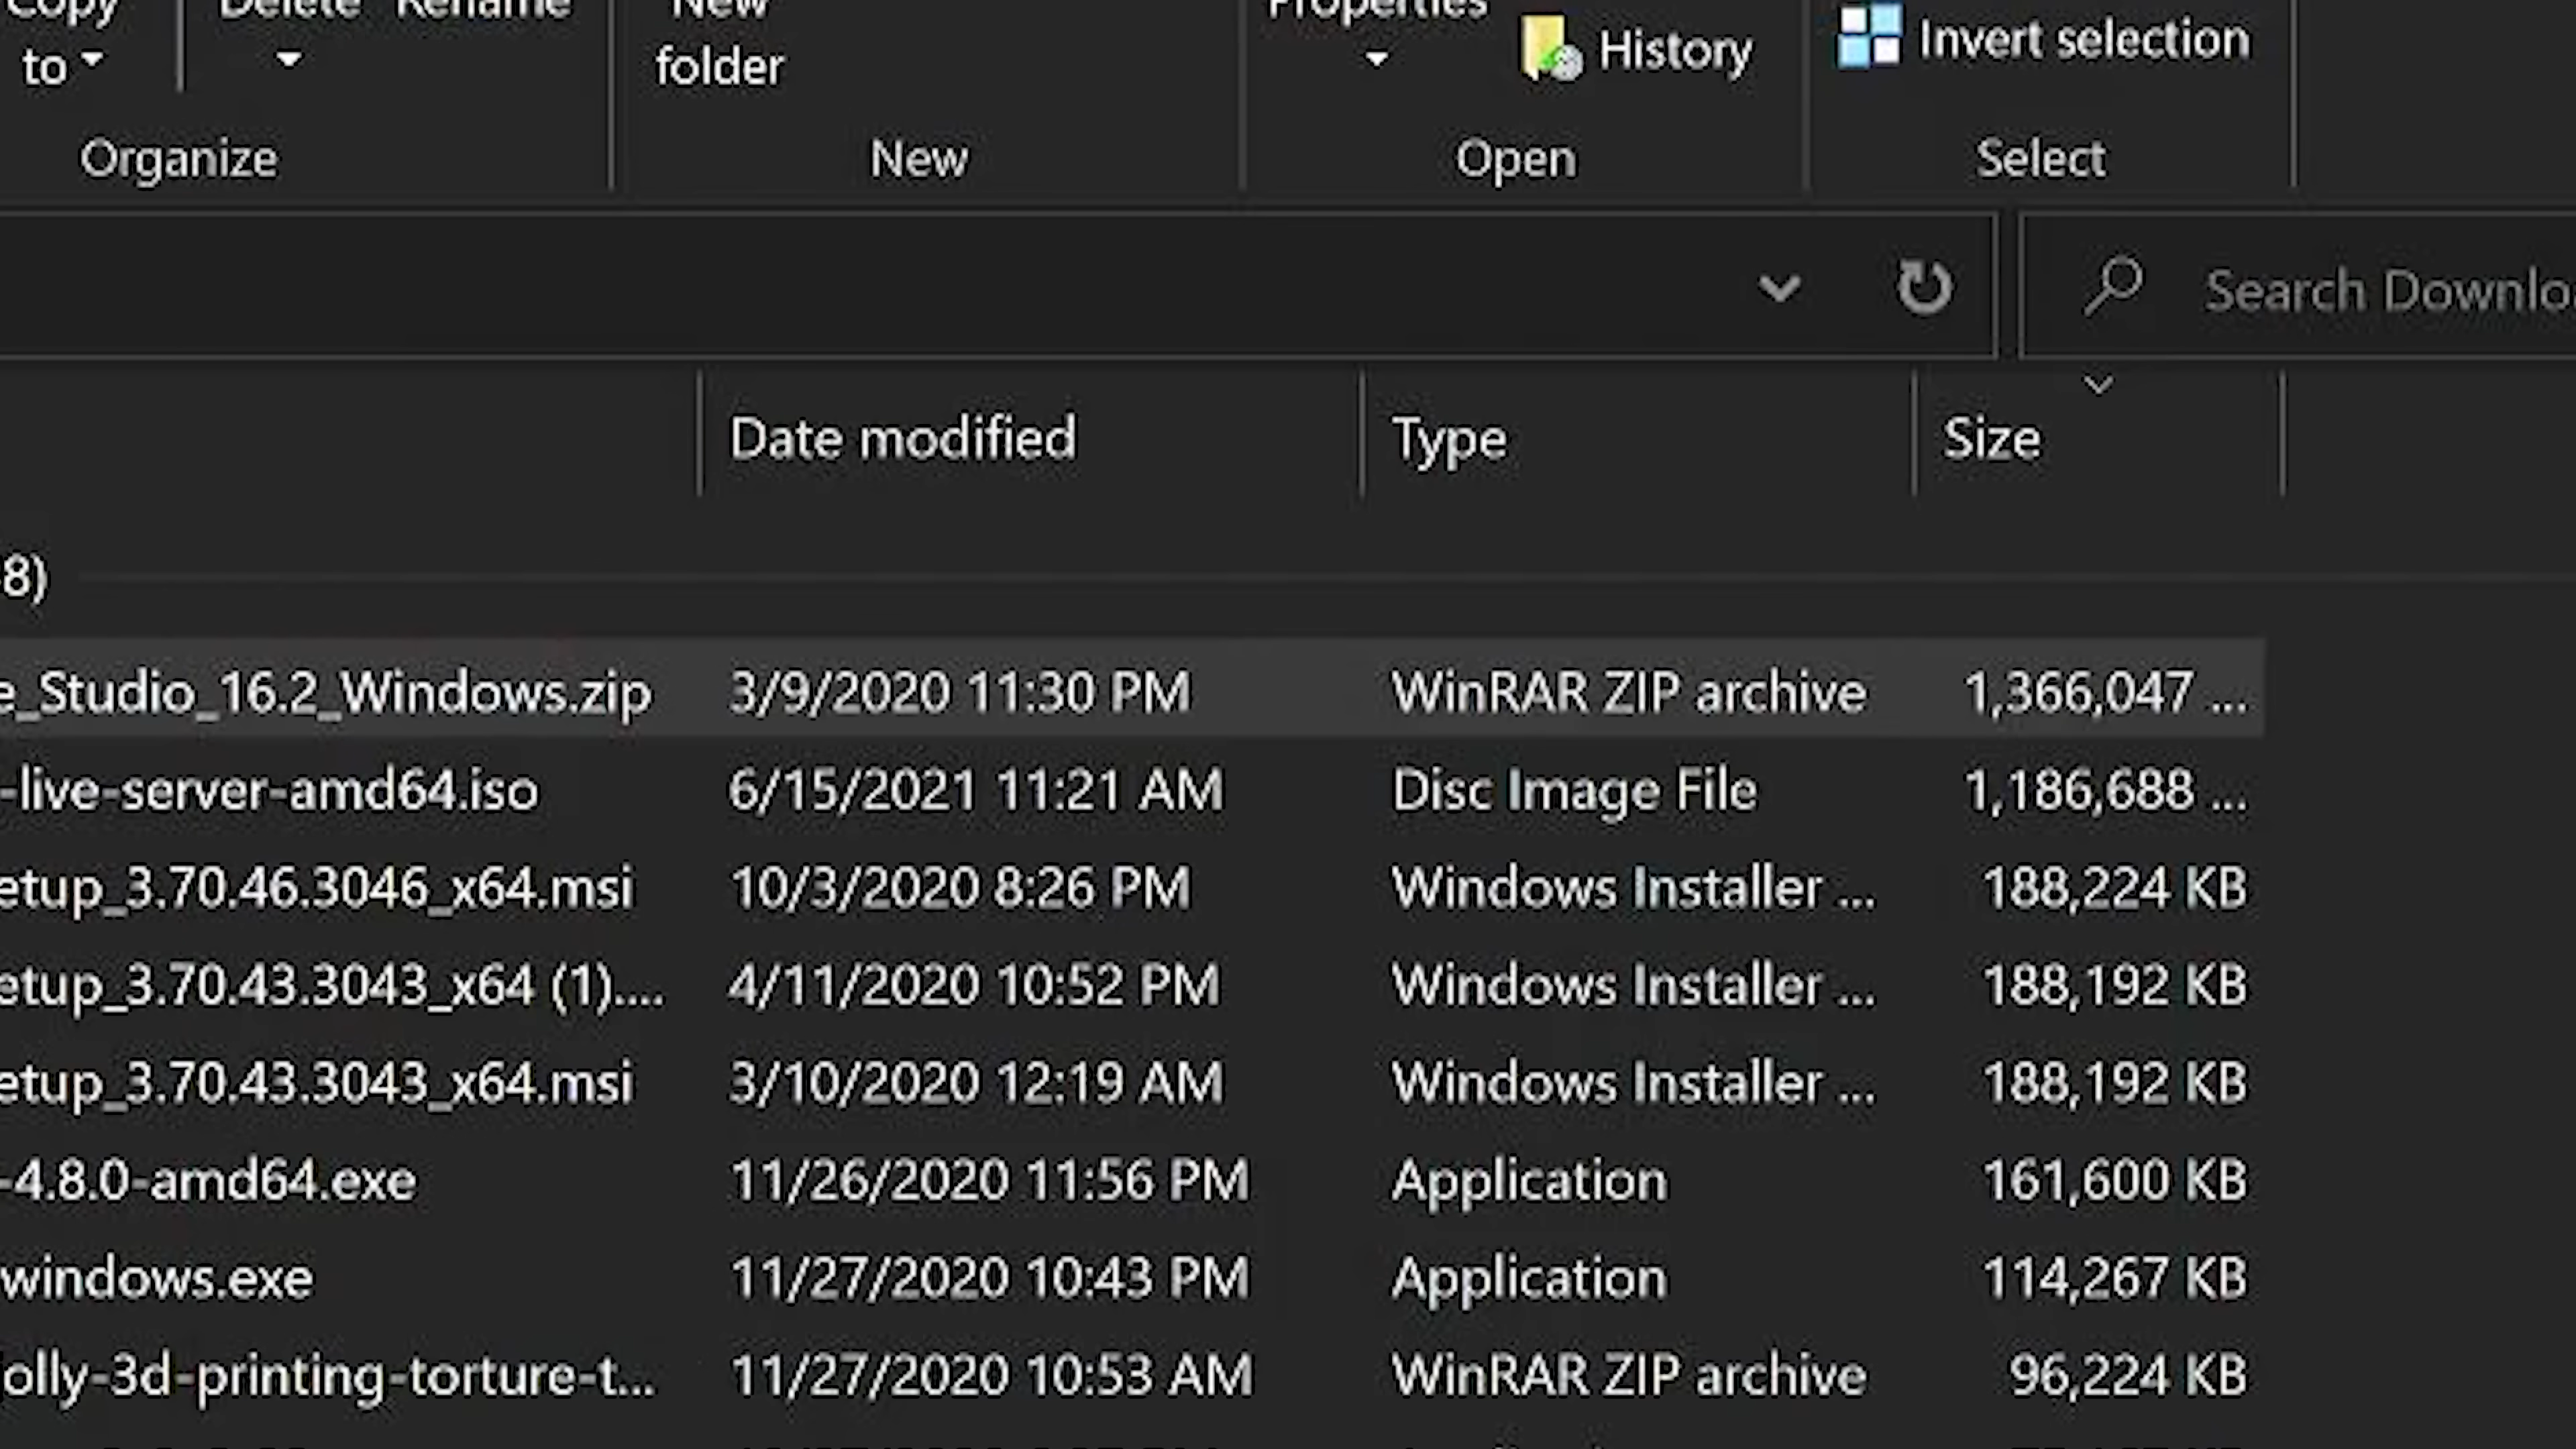 Copy Delete Rename New Properties
to folder History Invert selection
Organize New Open Select
Search Downlo
Date modified Type Size
8)
e_Studio_16.2_Windows.zip 3/9/2020 11:30 PM WinRAR ZIP archive 1,366,047 ...
-live-server-amd64.iso 6/15/2021 11:21 AM Disc Image File 1,186,688 ...
etup_3.70.46.3046_x64.msi 10/3/2020 8:26 PM Windows Installer ... 188,224 KB
etup_3.70.43.3043_x64 (1).... 4/11/2020 10:52 PM Windows Installer ... 188,192 KB
etup_3.70.43.3043_x64.msi 3/10/2020 12:19 AM Windows Installer ... 188,192 KB
-4.8.0-amd64.exe 11/26/2020 11:56 PM Application 161,600 KB
windows.exe 11/27/2020 10:43 PM Application 114,267 KB
olly-3d-printing-torture-t... 11/27/2020 10:53 AM WinRAR ZIP archive 96,224 KB